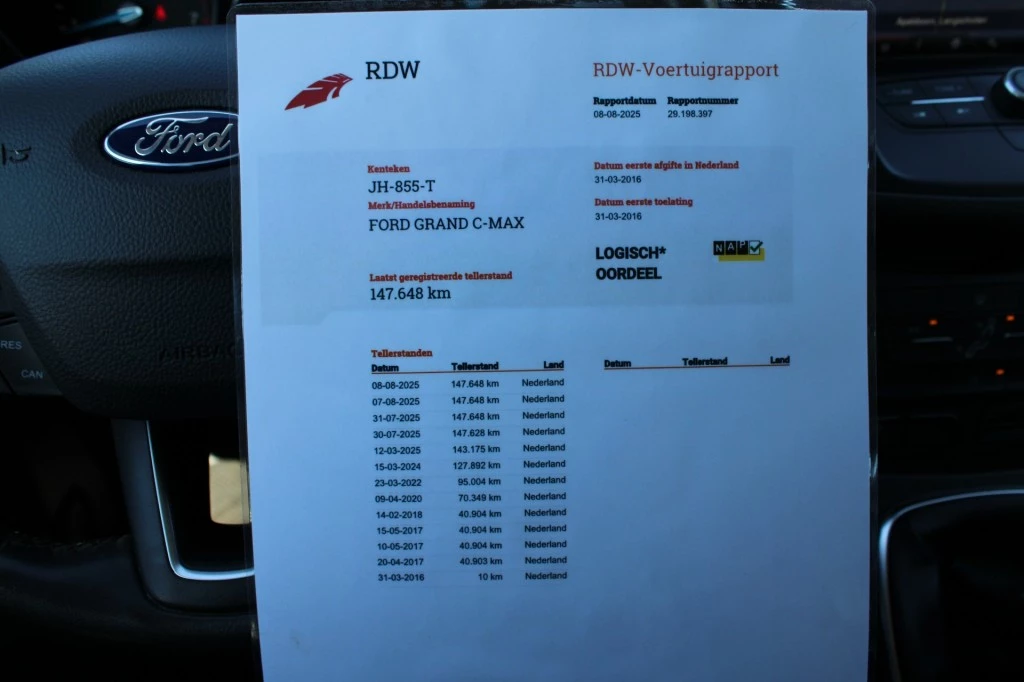 RDW
RDW-Voertuigrapport
Rapportdatum Rapportnummer
08-08-2025 29.198.397
Ford
Kenteken
JH-855-T
Merk/Handelsbenaming
FORD GRAND C-MAX
Datum eerste afgifte in Nederland
31-03-2016
Datum eerste toelating
31-03-2016
LOGISCH*
OORDEEL
NAP
Laatst geregistreerde tellerstand
147.648 km
Tellerstanden
Datum Tellerstand Land
08-08-2025 147.648 km Nederland
07-08-2025 147.648 km Nederland
31-07-2025 147.648 km Nederland
30-07-2025 147.628 km Nederland
12-03-2025 143.175 km Nederland
15-03-2024 127.892 km Nederland
23-03-2022 95.004 km Nederland
09-04-2020 70.349 km Nederland
14-02-2018 40.904 km Nederland
15-05-2017 40.904 km Nederland
10-05-2017 40.904 km Nederland
20-04-2017 40.903 km Nederland
31-03-2016 10 km Nederland
Datum Tellerstand Land
AIRBAG
RES
CAN